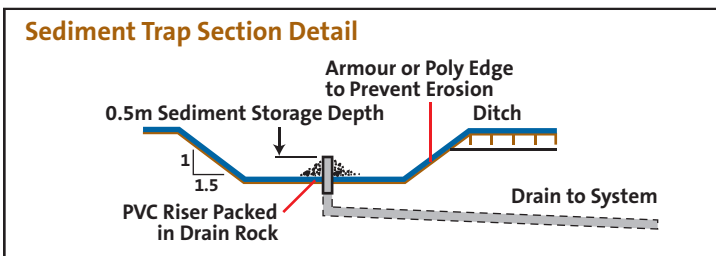 Sediment Trap Section Detail
Armour or Poly Edge
to Prevent Erosion
0.5m Sediment Storage Depth
Ditch
1
1.5
PVC Riser Packed
in Drain Rock
Drain to System